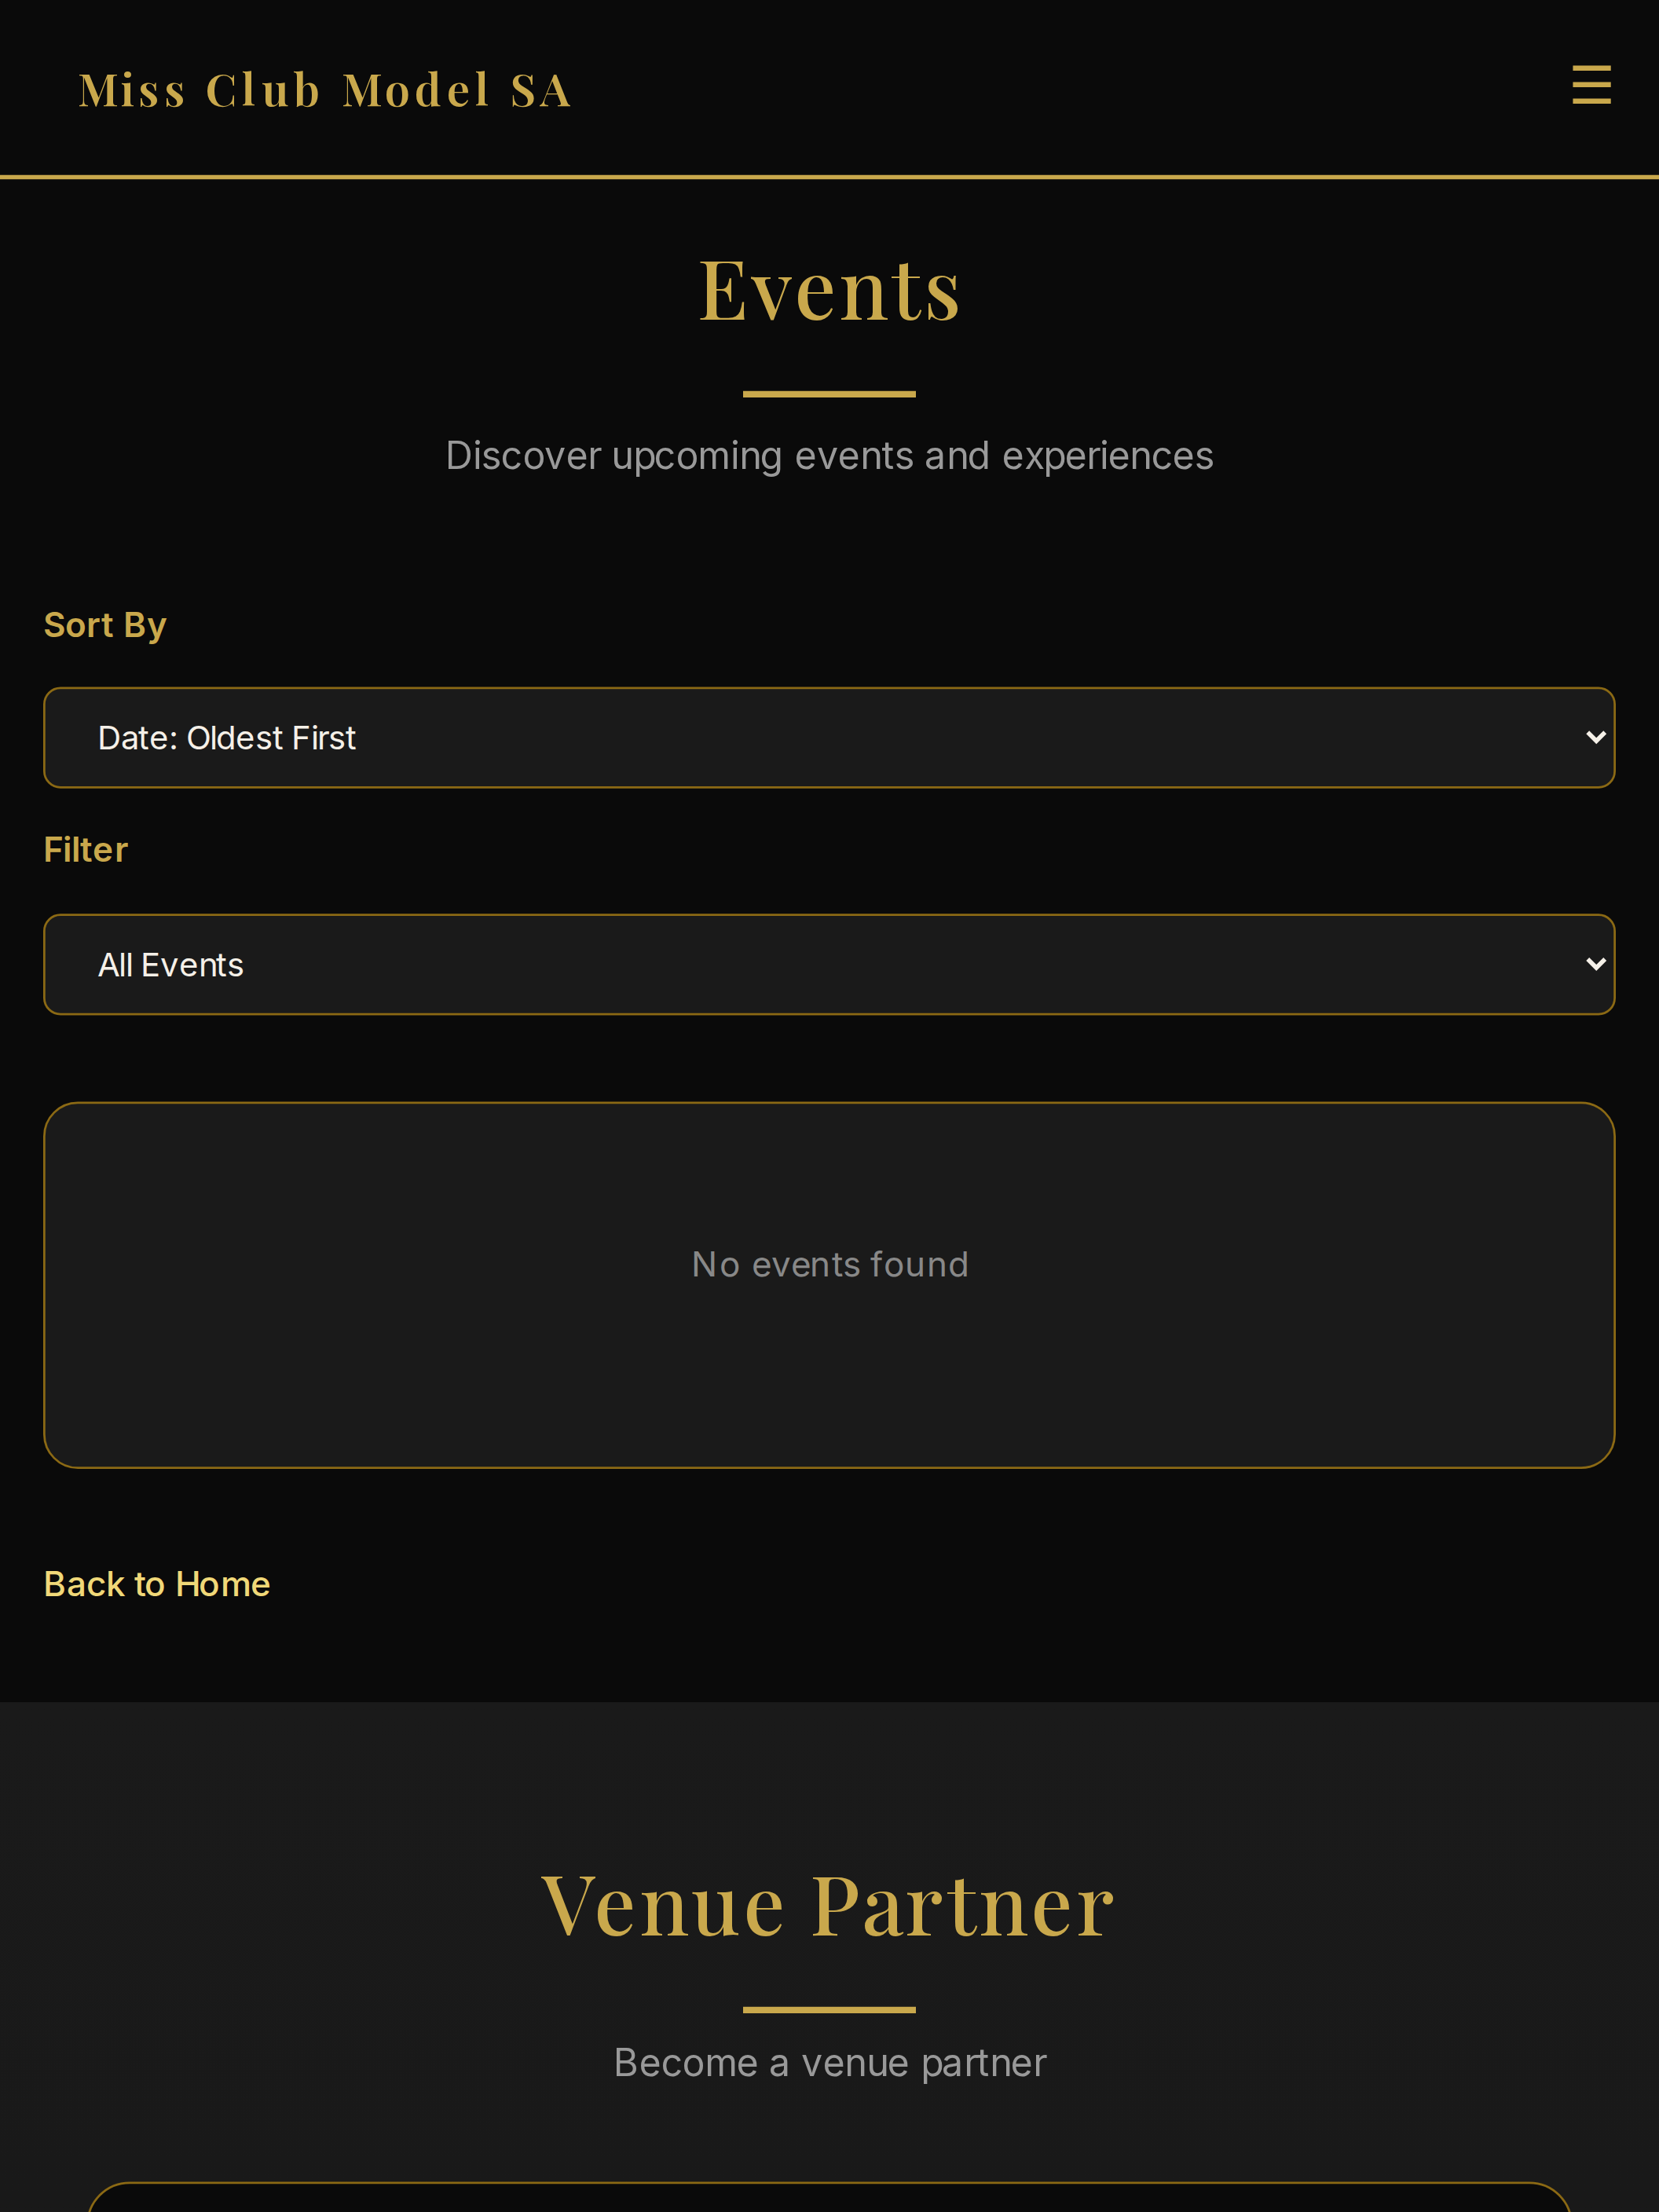 Miss Club Model SA
Events
Discover upcoming events and experiences
Sort By
Date: Oldest First
Filter
All Events
No events found
Back to Home
Venue Partner
Become a venue partner